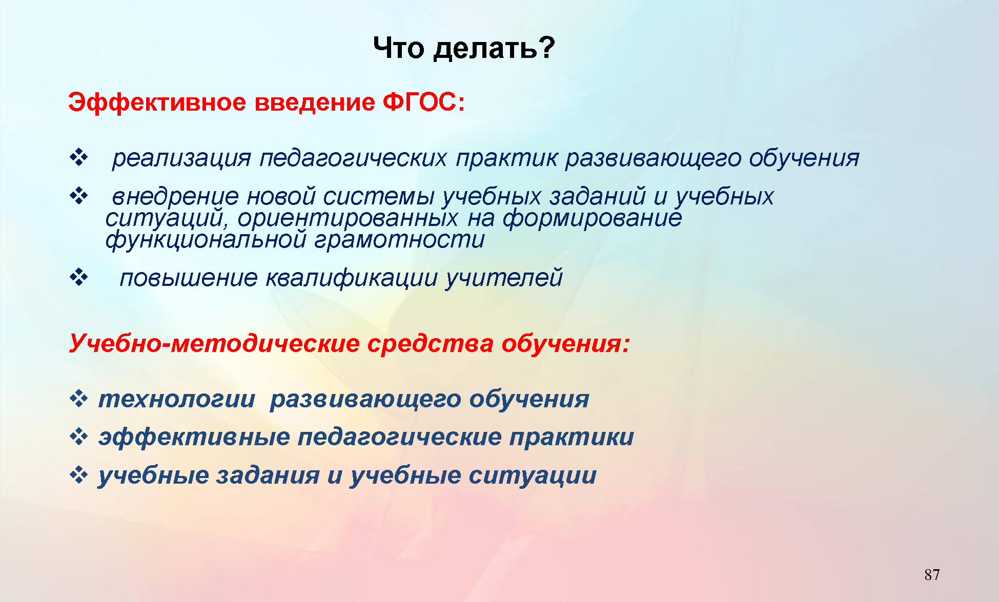 Что делать?
Эффективное введение ФГОС:
❖ реализация педагогических практик развивающего обучения
❖ внедрение новой системы учебных заданий и учебных
ситуаций, ориентированных на формирование
функциональной грамотности
❖ повышение квалификации учителей
Учебно-методические средства обучения:
❖ технологии развивающего обучения
❖ эффективные педагогические практики
❖ учебные задания и учебные ситуации
87